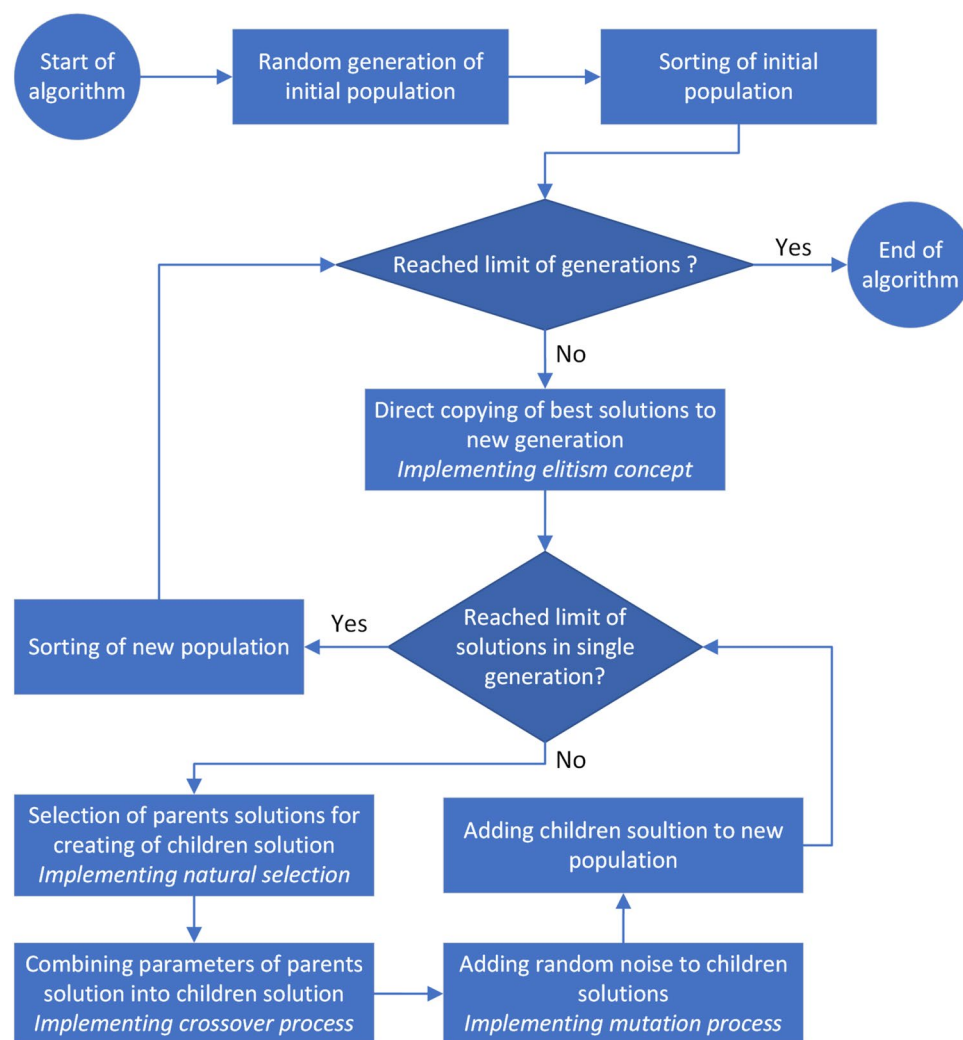 Start of
algorithm
Random generation of
initial population
Sorting of initial
population
Reached limit of generations ?
Yes
End of
algorithm
No
Direct copying of best solutions to
new generation
Implementing elitism concept
Reached limit of
solutions in single
generation?
Yes
Sorting of new population
No
Selection of parents solutions for
creating of children solution
Implementing natural selection
Combining parameters of parents
solution into children solution
Implementing crossover process
Adding random noise to children
solutions
Implementing mutation process
Adding children soultion to new
population